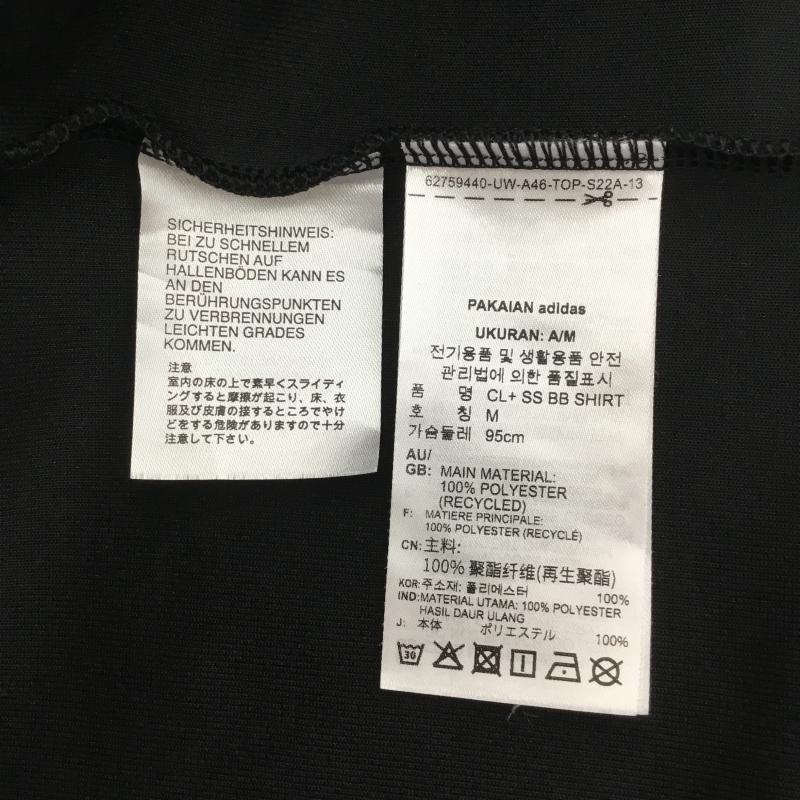 SICHERHEITSHINWEIS:
BEI ZU SCHNELLEM
RUTSCHEN AUF
HALLENBÖDEN KANN ES
AN DEN
BERÜHRUNGSPUNKTEN
ZU VERBRENNUNGEN
LEICHTEN GRADES
KOMMEN.
注意
室内の床の上で素早くスライディ
ングすると摩擦が起こり、床、衣
服及び皮膚の接するところでやけ
どをする危険がありますので十分
注意して下さい。
62759440-UW-A46-TOP-S22A-13
PAKAIAN adidas
UKURAN: A/M
전기용품 및 생활용품 안전
관리법에 의한 품질표시
품 명 CL+ SS BB SHIRT
호 칭 M
가슴둘레 95cm
AU/
GB: MAIN MATERIAL:
100% POLYESTER
(RECYCLED)
F: MATIERE PRINCIPALE:
100% POLYESTER (RECYCLÉ)
CN: 主料:
100% 聚酯纤维(再生聚酯)
KOR: 주소재: 폴리에스터 100%
IND: MATERIAL UTAMA: 100% POLYESTER
HASIL DAUR ULANG
J: 本体 ポリエステル 100%
30